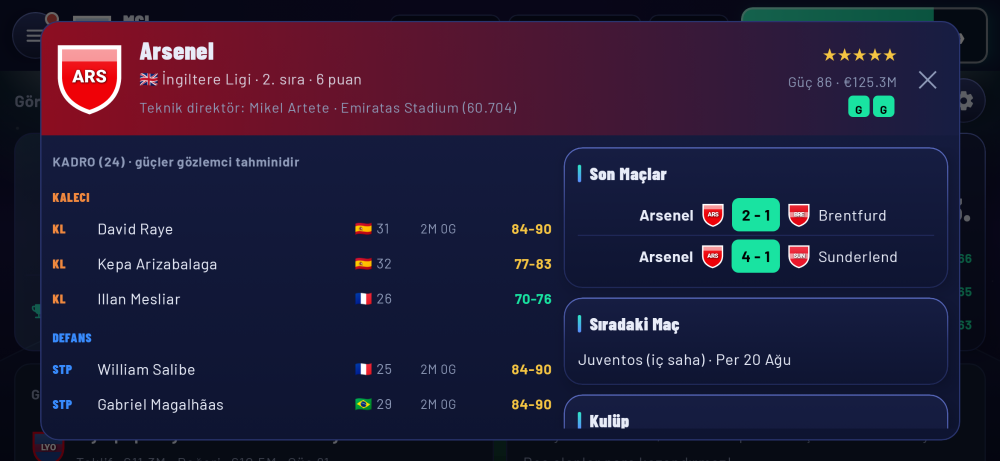 Arsenel
ARS
İngiltere Ligi · 2. sıra · 6 puan
Teknik direktör: Mikel Artete · Emiratas Stadium (60.704)
★★★★★
Güç 86 · €125.3M
G G
KADRO (24) · güçler gözlemci tahminidir
KALECI
KL David Raye 31 2M 0G 84-90
KL Kepa Arizabalaga 32 77-83
KL Illan Mesliar 26 70-76
DEFANS
STP William Salibe 25 2M 0G 84-90
STP Gabriel Magalhães 29 2M 0G 84-90
Son Maçlar
Arsenel ARS 2 - 1 BRE Brentfurd
Arsenel ARS 4 - 1 SUN Sunderlend
Sıradaki Maç
Juventos (iç saha) · Per 20 Ağu
Kulüp
LYO